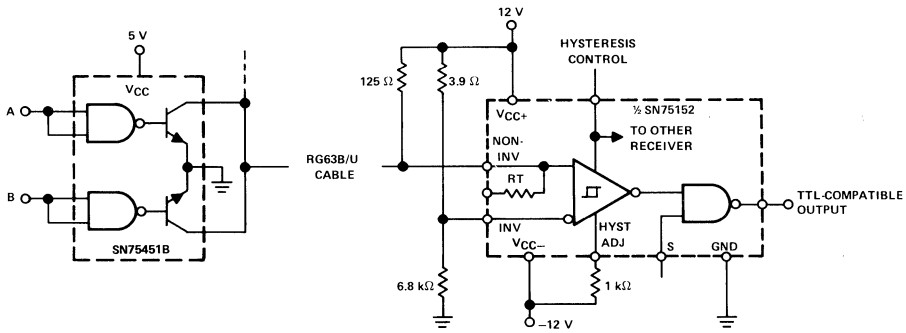 12 V
5 V
HYSTERESIS
CONTROL
125 Ω
3.9 Ω
VCC
½ SN75152
A
VCC+
TO OTHER
RECEIVER
NON-
INV
RG63B/U
CABLE
RT
B
TTL-COMPATIBLE
OUTPUT
INV
HYST
ADJ
SN75451B
VCC−
S
GND
6.8 kΩ
1 kΩ
−12 V